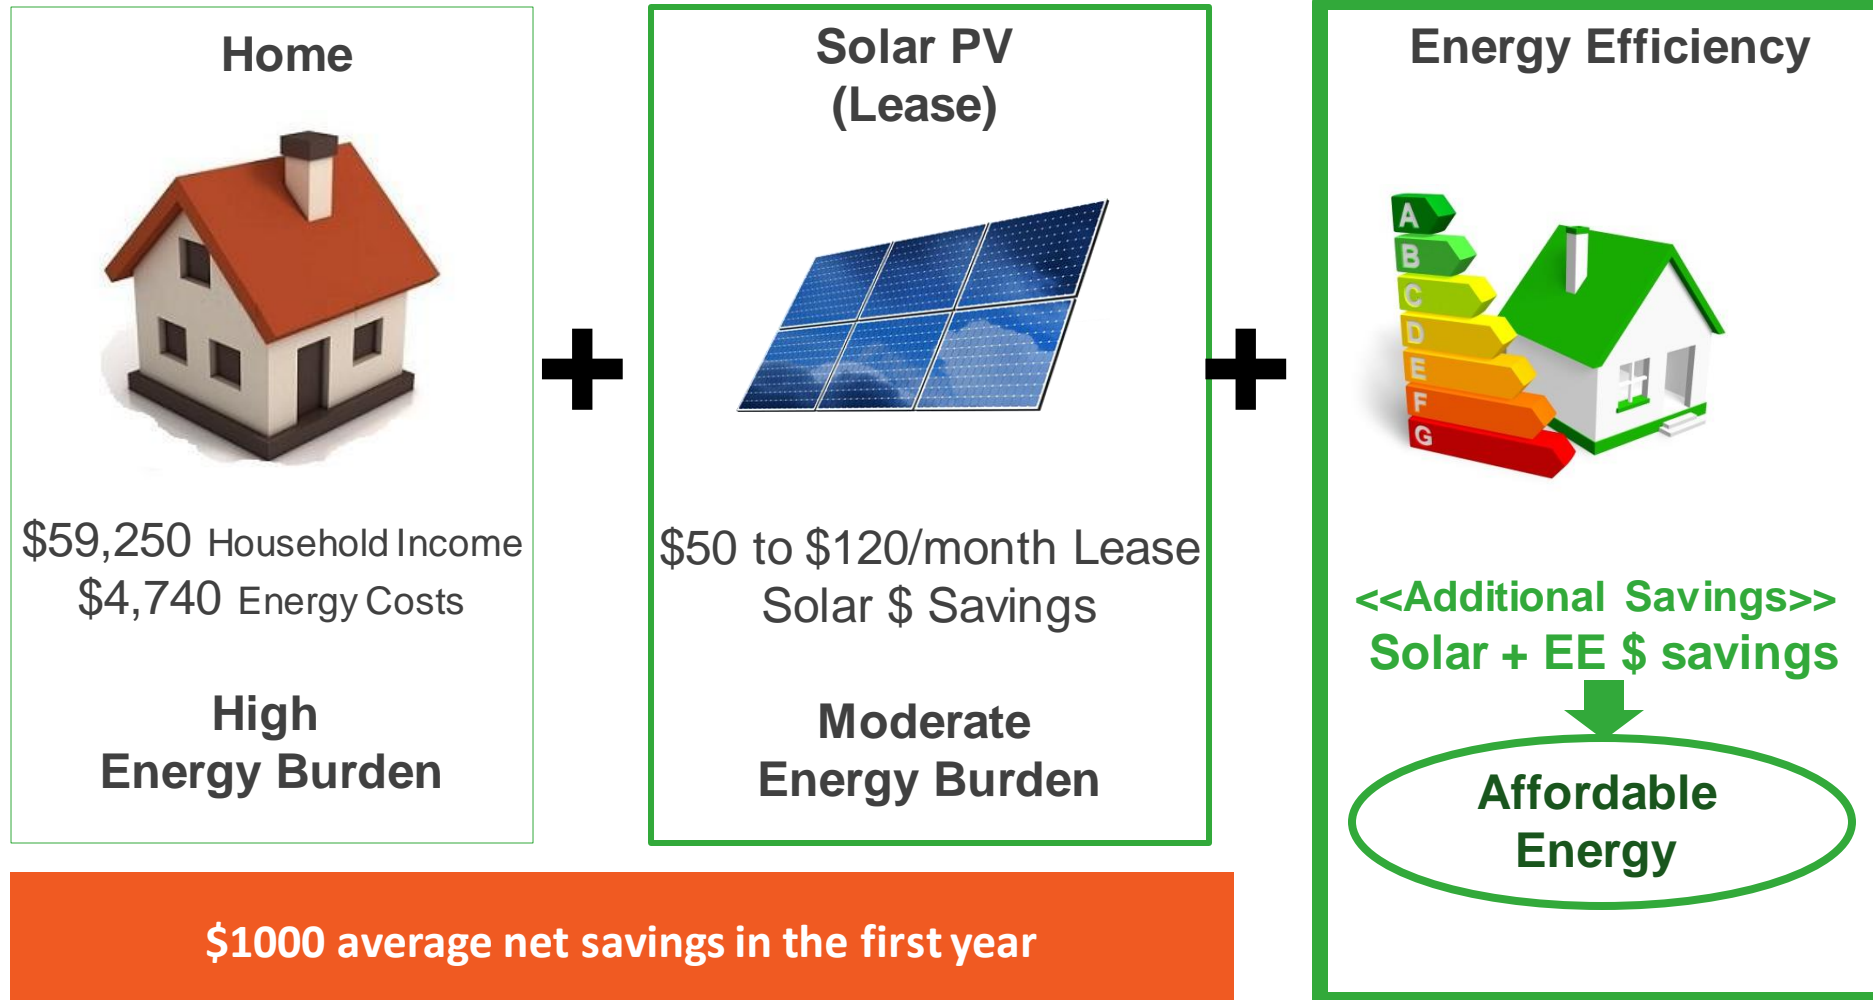 Home
$59,250 Household Income
$4,740 Energy Costs
High
Energy Burden
Solar PV
(Lease)
$50 to $120/month Lease
Solar $ Savings
Moderate
Energy Burden
Energy Efficiency
A
B
C
D
E
F
G
<<Additional Savings>>
Solar + EE $ savings
Affordable
Energy
$1000 average net savings in the first year